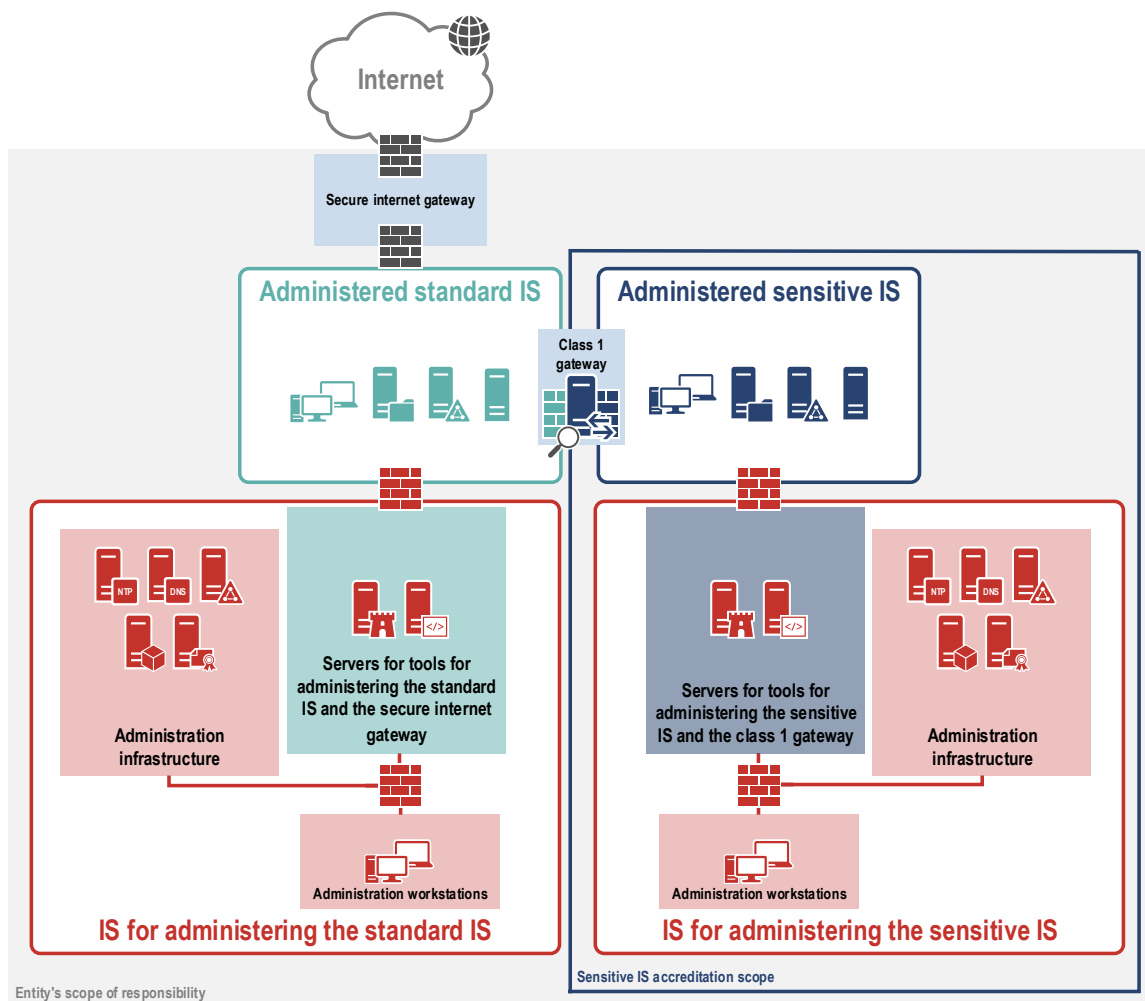 Internet
Secure internet gateway
Administered standard IS
Administered sensitive IS
Class 1
gateway
NTP
DNS
</>
Servers for tools for
administering the standard
IS and the secure internet
gateway
Administration
infrastructure
Administration workstations
IS for administering the standard IS
</>
NTP
DNS
Servers for tools for
administering the sensitive
IS and the class 1 gateway
Administration
infrastructure
Administration workstations
IS for administering the sensitive IS
Sensitive IS accreditation scope
Entity's scope of responsibility